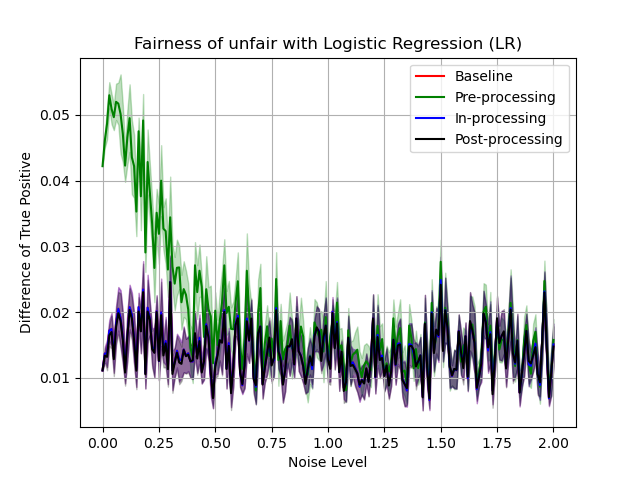 Fairness of unfair with Logistic Regression (LR)
Baseline
Pre-processing
In-processing
Post-processing
Difference of True Positive
0.05
0.04
0.03
0.02
0.01
0.00 0.25 0.50 0.75 1.00 1.25 1.50 1.75 2.00
Noise Level